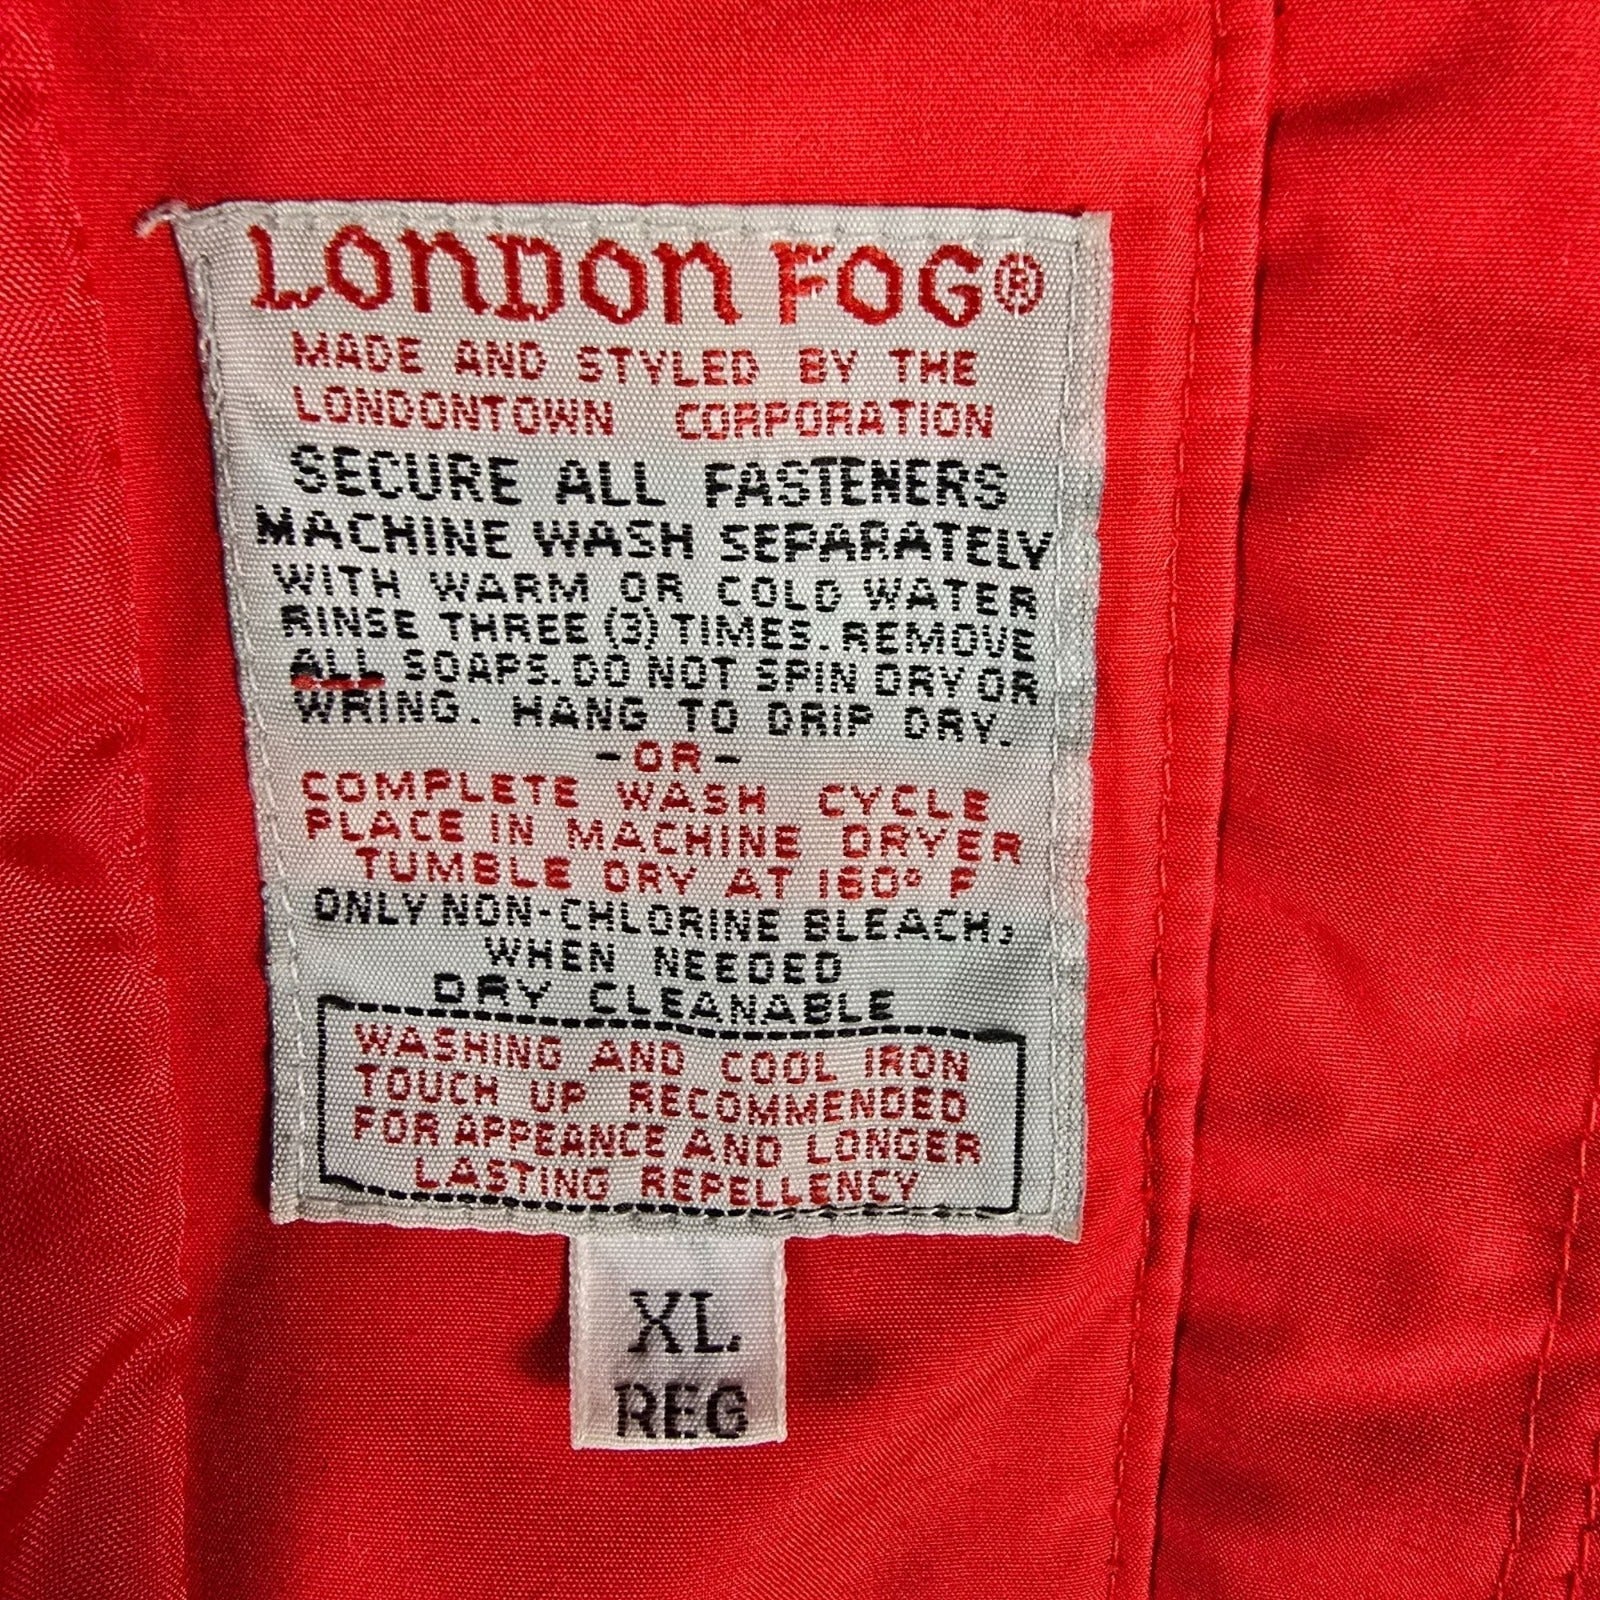 LONDON FOG®
MADE AND STYLED BY THE
LONDONTOWN CORPORATION
SECURE ALL FASTENERS
MACHINE WASH SEPARATELY
WITH WARM OR COLD WATER
RINSE THREE (3) TIMES. REMOVE
ALL SOAPS. DO NOT SPIN DRY OR
WRING. HANG TO DRIP DRY.
-OR-
COMPLETE WASH CYCLE
PLACE IN MACHINE DRYER
TUMBLE DRY AT 160° F
ONLY NON-CHLORINE BLEACH,
WHEN NEEDED
DRY CLEANABLE
WASHING AND COOL IRON
TOUCH UP RECOMMENDED
FOR APPEANCE AND LONGER
LASTING REPELLENCY
XL
REG